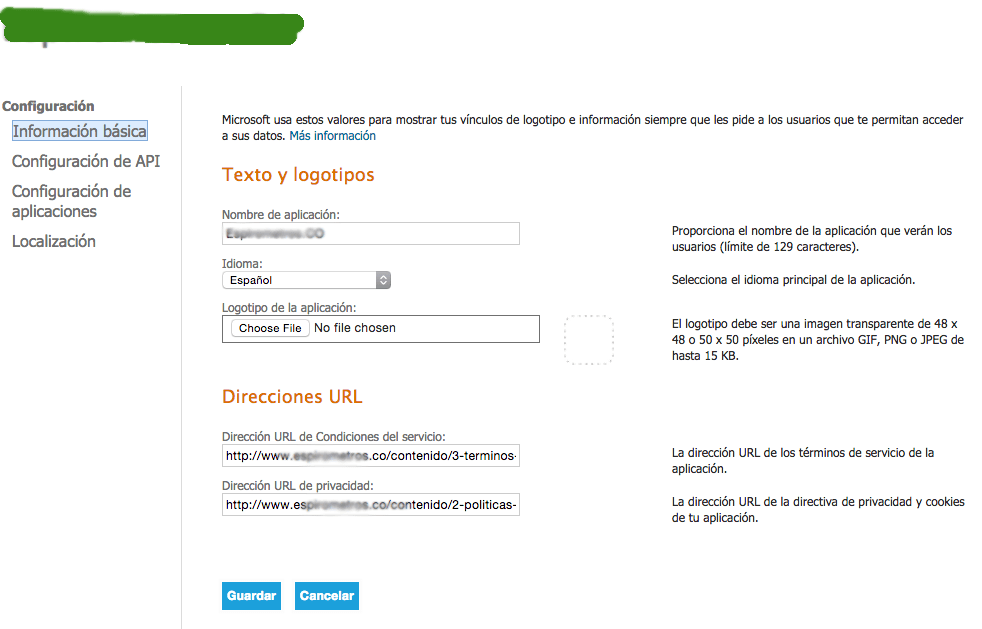 Configuración
Información básica
Configuración de API
Configuración de
aplicaciones
Localización
Microsoft usa estos valores para mostrar tus vínculos de logotipo e información siempre que les pide a los usuarios que te permitan acceder
a sus datos. Más información
Texto y logotipos
Nombre de aplicación:
Proporciona el nombre de la aplicación que verán los
usuarios (límite de 129 caracteres).
Idioma:
Español
Selecciona el idioma principal de la aplicación.
Logotipo de la aplicación:
Choose File No file chosen
El logotipo debe ser una imagen transparente de 48 x
48 o 50 x 50 píxeles en un archivo GIF, PNG o JPEG de
hasta 15 KB.
Direcciones URL
Dirección URL de Condiciones del servicio:
http://www. .co/contenido/3-terminos-
La dirección URL de los términos de servicio de la
aplicación.
Dirección URL de privacidad:
http://www. .co/contenido/2-politicas-
La dirección URL de la directiva de privacidad y cookies
de tu aplicación.
Guardar Cancelar